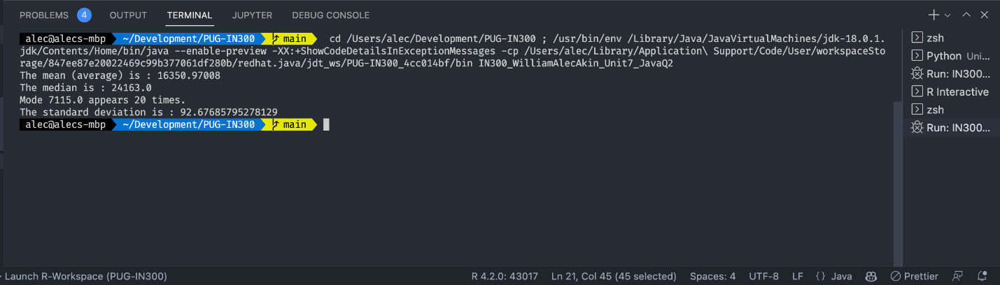 PROBLEMS 4 OUTPUT TERMINAL JUPYTER DEBUG CONSOLE
alec@alecs-mbp ~/Development/PUG-IN300 main cd /Users/alec/Development/PUG-IN300 ; /usr/bin/env /Library/Java/JavaVirtualMachines/jdk-18.0.1.
jdk/Contents/Home/bin/java --enable-preview -XX:+ShowCodeDetailsInExceptionMessages -cp /Users/alec/Library/Application\ Support/Code/User/workspaceSto
rage/847ee87e20022469c99b377061df280b/redhat.java/jdt_ws/PUG-IN300_4cc014bf/bin IN300_WilliamAlecAkin_Unit7_JavaQ2
The mean (average) is : 16350.97008
The median is : 24163.0
Mode 7115.0 appears 20 times.
The standard deviation is : 92.67685795278129
alec@alecs-mbp ~/Development/PUG-IN300 main
zsh
Python Uni...
Run: IN300...
R Interactive
zsh
Run: IN300...
Launch R-Workspace (PUG-IN300) R 4.2.0: 43017 Ln 21, Col 45 (45 selected) Spaces: 4 UTF-8 LF {} Java Prettier